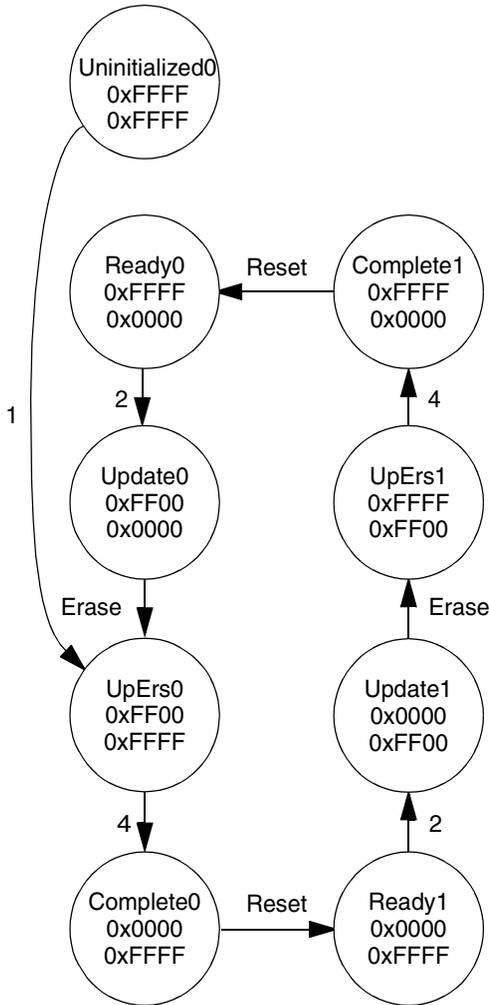 Uninitialized0
0xFFFF
0xFFFF
Ready0
0xFFFF
0x0000
Reset
Complete1
0xFFFF
0x0000
1
2
4
Update0
0xFF00
0x0000
UpErs1
0xFFFF
0xFF00
Erase
Erase
UpErs0
0xFF00
0xFFFF
Update1
0x0000
0xFF00
4
2
Complete0
0x0000
0xFFFF
Reset
Ready1
0x0000
0xFFFF